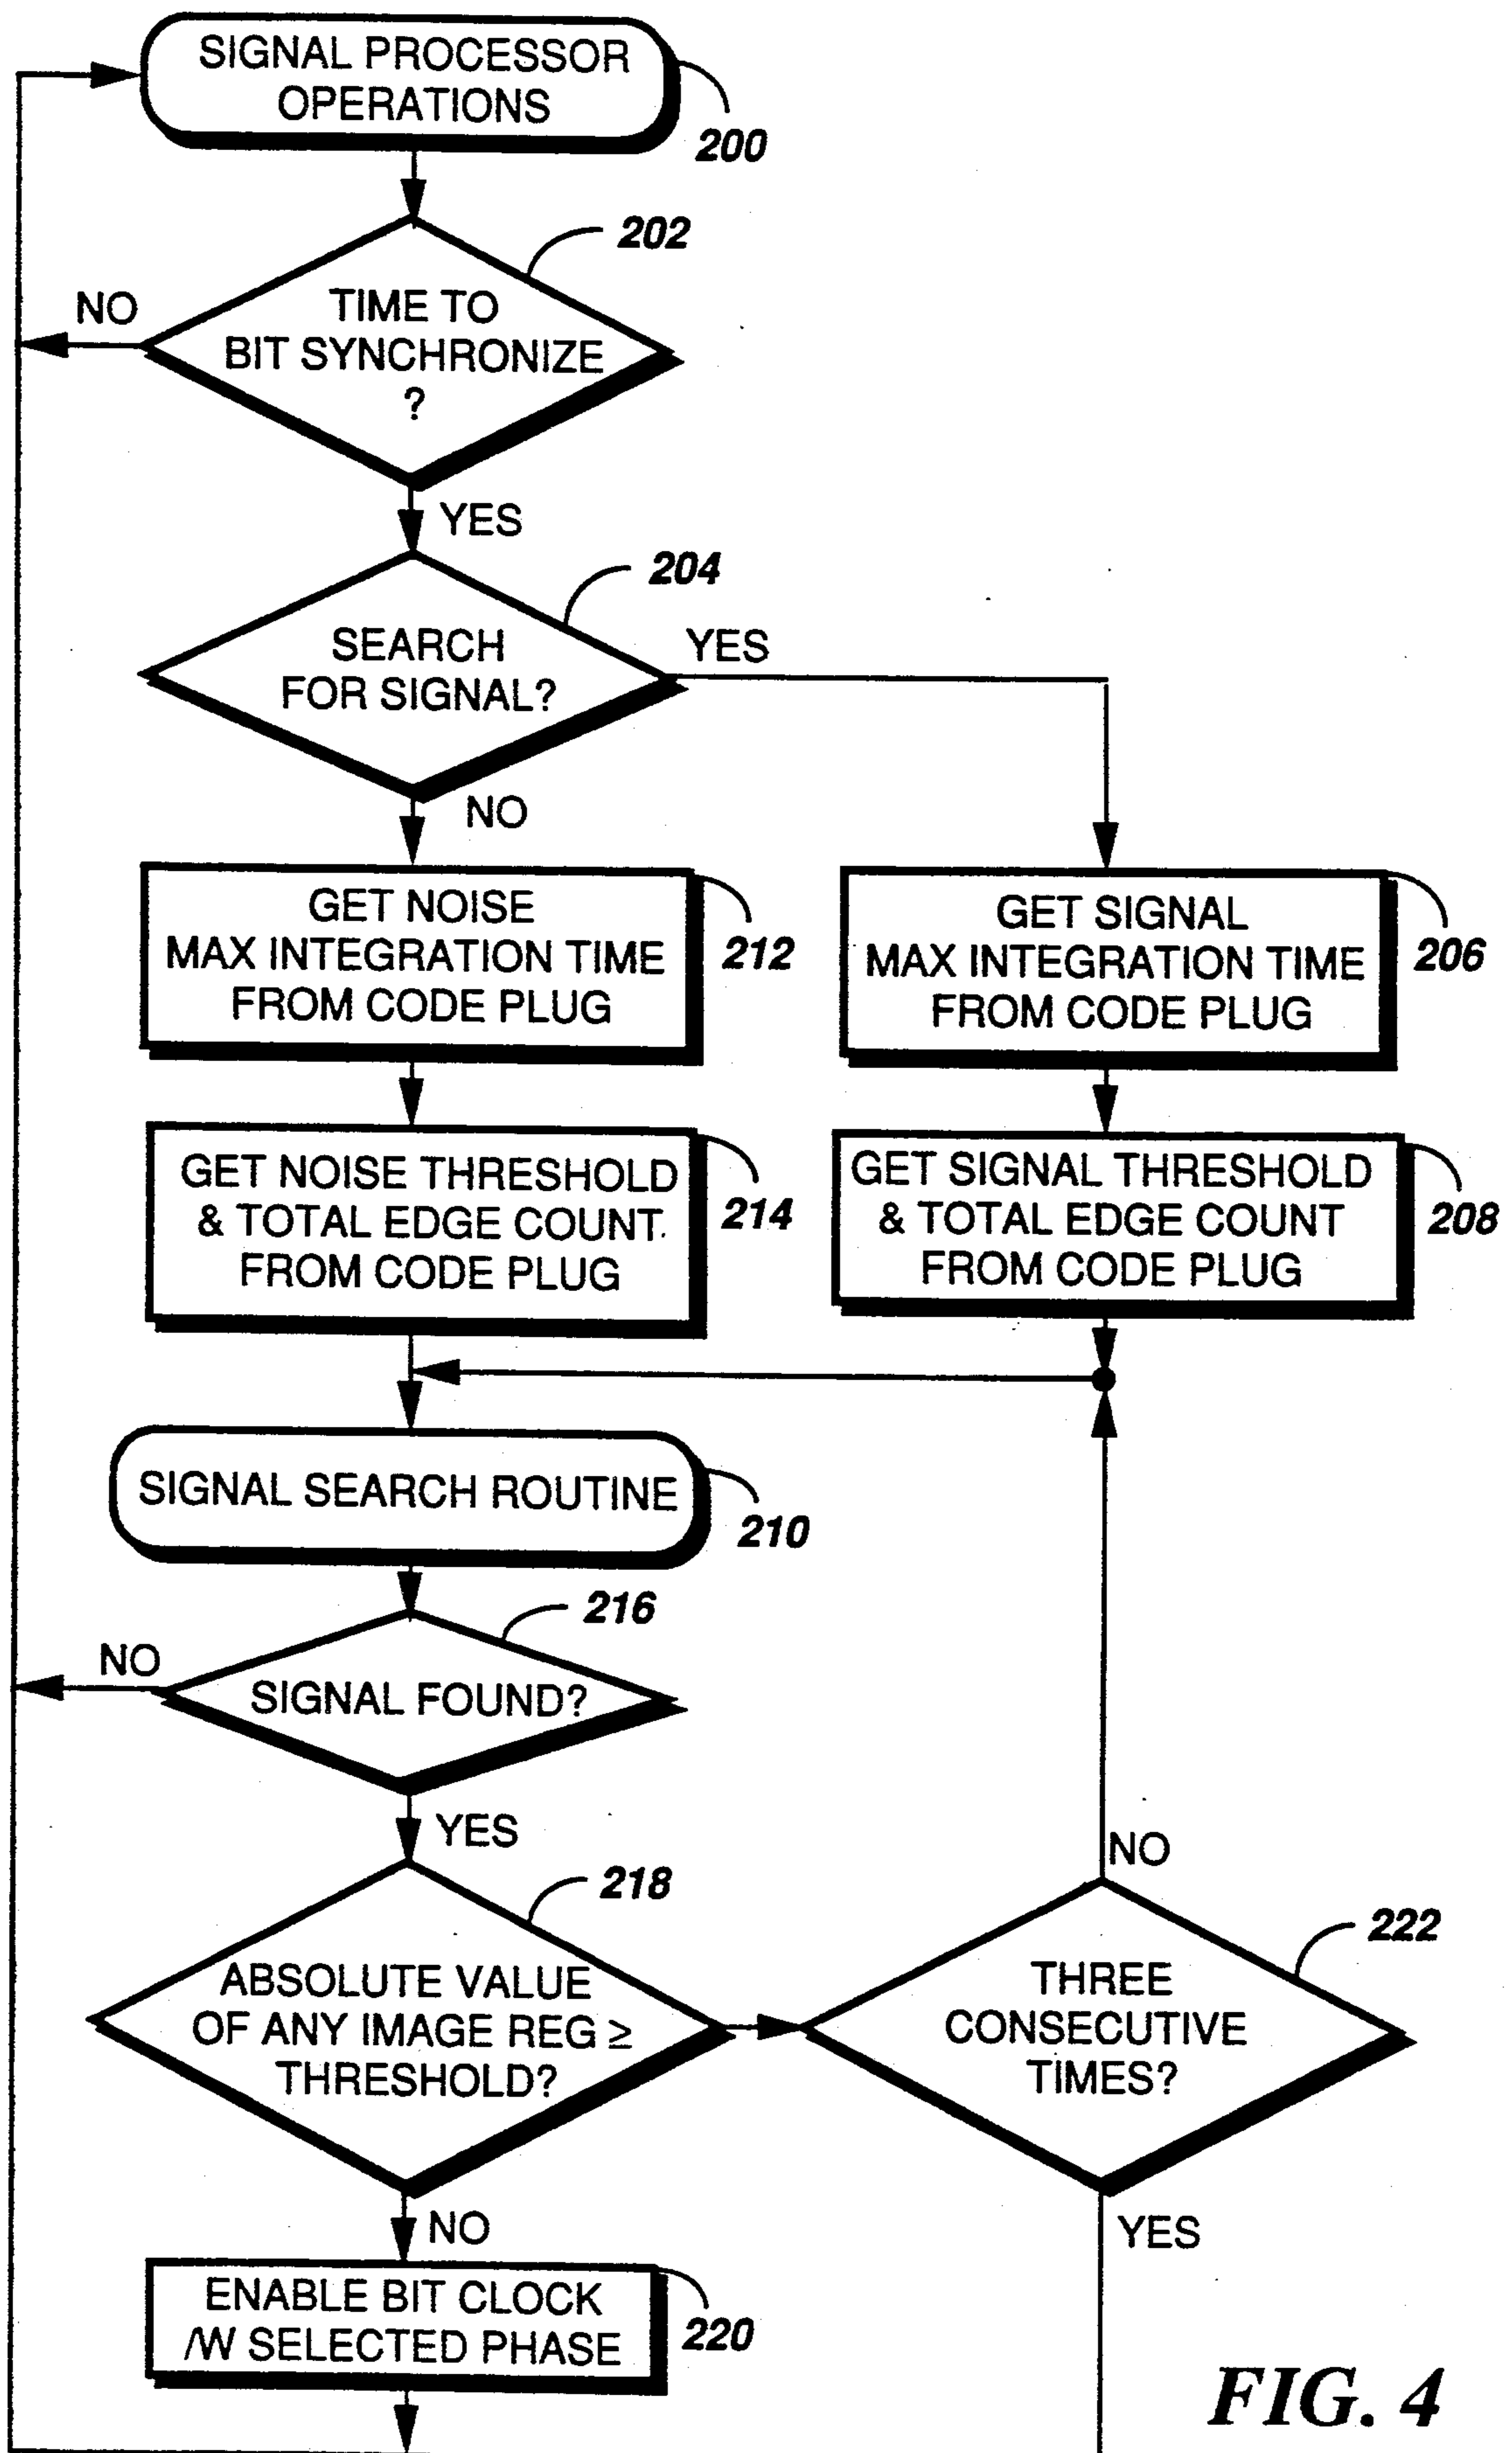 SIGNAL PROCESSOR
OPERATIONS
200
202
TIME TO
BIT SYNCHRONIZE
?
NO
YES
204
SEARCH
FOR SIGNAL?
YES
NO
GET NOISE
MAX INTEGRATION TIME
FROM CODE PLUG
212
GET SIGNAL
MAX INTEGRATION TIME
FROM CODE PLUG
206
GET NOISE THRESHOLD
& TOTAL EDGE COUNT
FROM CODE PLUG
214
GET SIGNAL THRESHOLD
& TOTAL EDGE COUNT
FROM CODE PLUG
208
SIGNAL SEARCH ROUTINE
210
216
NO
SIGNAL FOUND?
YES
218
ABSOLUTE VALUE
OF ANY IMAGE REG ≥
THRESHOLD?
NO
NO
222
THREE
CONSECUTIVE
TIMES?
YES
ENABLE BIT CLOCK
/W SELECTED PHASE
220
FIG. 4